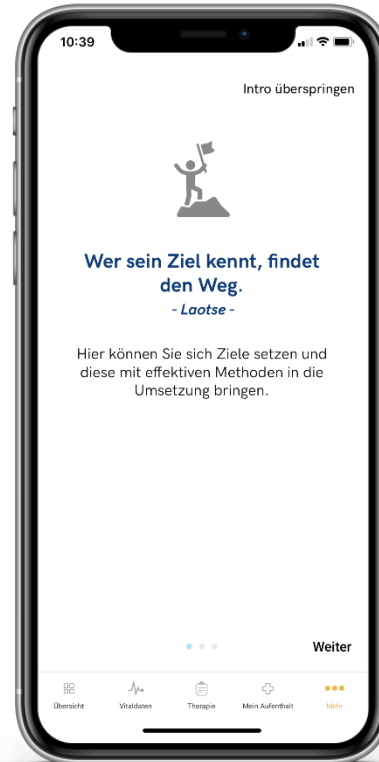 10:39
Intro überspringen
Wer sein Ziel kennt, findet
den Weg.
- Laotse -
Hier können Sie sich Ziele setzen und
diese mit effektiven Methoden in die
Umsetzung bringen.
Weiter
Übersicht Vitaldaten Therapie Mein Aufenthalt Mehr